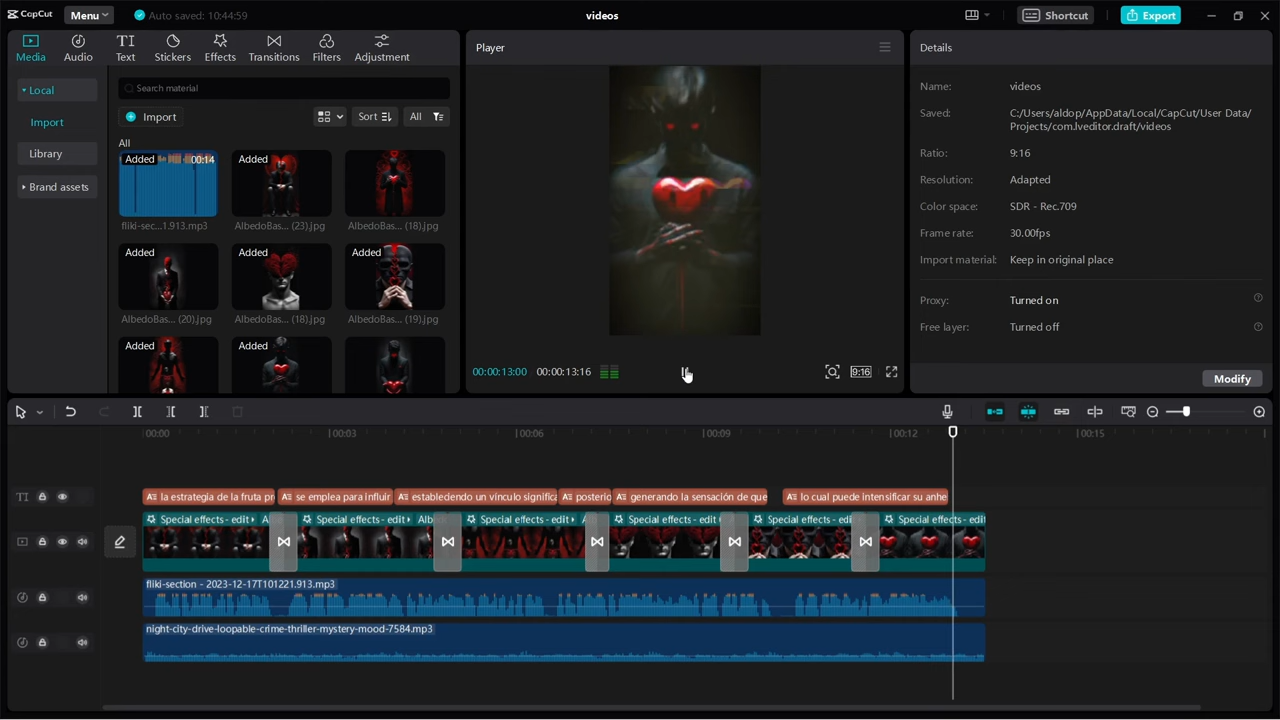 CapCut
Menu
Auto saved: 10:44:59
videos
Shortcut
Export
Media
Audio
Text
Stickers
Effects
Transitions
Filters
Adjustment
Local
Import
Library
Brand assets
Search material
Import
Sort
All
All
Added 00:14
fliki-sec...1.913.mp3
Added
AlbedoBas... (23).jpg
AlbedoBas... (18).jpg
Added
AlbedoBas... (20).jpg
Added
AlbedoBas... (18).jpg
Added
AlbedoBas... (19).jpg
Added
Added
Player
00:00:13:00 00:00:13:16
9:16
Details
Name: videos
Saved: C:/Users/aldop/AppData/Local/CapCut/User Data/
Projects/com.lveditor.draft/videos
Ratio: 9:16
Resolution: Adapted
Color space: SDR - Rec.709
Frame rate: 30.00fps
Import material: Keep in original place
Proxy: Turned on
Free layer: Turned off
Modify
00:00 00:03 00:06 00:09 00:12 00:15
TI
la estrategia de la fruta pr
se emplea para influir
estableciendo un vínculo significa
posterio
generando la sensación de que
lo cual puede intensificar su anhe
Special effects - edit A
Special effects - edit Alb
Special effects - edit A
Special effects - edit
Special effects - edi
Special effects - edit
fliki-section - 2023-12-17T101221.913.mp3
night-city-drive-loopable-crime-thriller-mystery-mood-7584.mp3